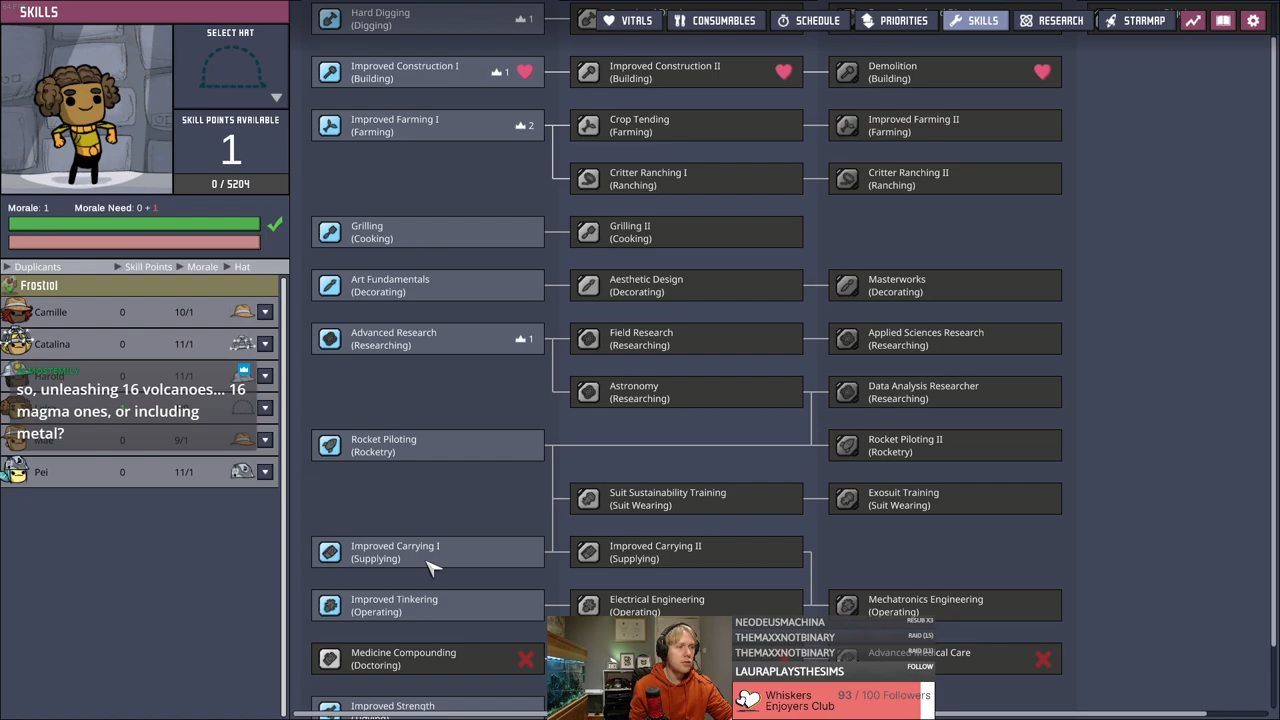 SKILLS
VITALS
CONSUMABLES
SCHEDULE
PRIORITIES
SKILLS
RESEARCH
STARMAP
SELECT HAT
SKILL POINTS AVAILABLE
1
0 / 5204
Morale: 1
Morale Need: 0 + 1
Duplicants
Skill Points
Morale
Hat
Frostiol
Camille 0 10/1
Catalina 0 11/1
Harold 0 11/1
so, unleashing 16 volcanoes... 16
magma ones, or including
metal?
0 9/1
Pei 0 11/1
Hard Digging
(Digging)
1
Improved Construction I
(Building)
1
Improved Construction II
(Building)
Demolition
(Building)
Improved Farming I
(Farming)
2
Crop Tending
(Farming)
Improved Farming II
(Farming)
Critter Ranching I
(Ranching)
Critter Ranching II
(Ranching)
Grilling
(Cooking)
Grilling II
(Cooking)
Art Fundamentals
(Decorating)
Aesthetic Design
(Decorating)
Masterworks
(Decorating)
Advanced Research
(Researching)
1
Field Research
(Researching)
Applied Sciences Research
(Researching)
Astronomy
(Researching)
Data Analysis Researcher
(Researching)
Rocket Piloting
(Rocketry)
Rocket Piloting II
(Rocketry)
Suit Sustainability Training
(Suit Wearing)
Exosuit Training
(Suit Wearing)
Improved Carrying I
(Supplying)
Improved Carrying II
(Supplying)
Improved Tinkering
(Operating)
Electrical Engineering
(Operating)
Mechatronics Engineering
(Operating)
Medicine Compounding
(Doctoring)
Improved Strength
NEODEUSMACHINA RESUB X3
THEMAXXNOTBINARY RAID (15)
THEMAXXNOTBINARY
LAURAPLAYSTHESIMS FOLLOW
Whiskers
Enjoyers Club
93 / 100 Followers